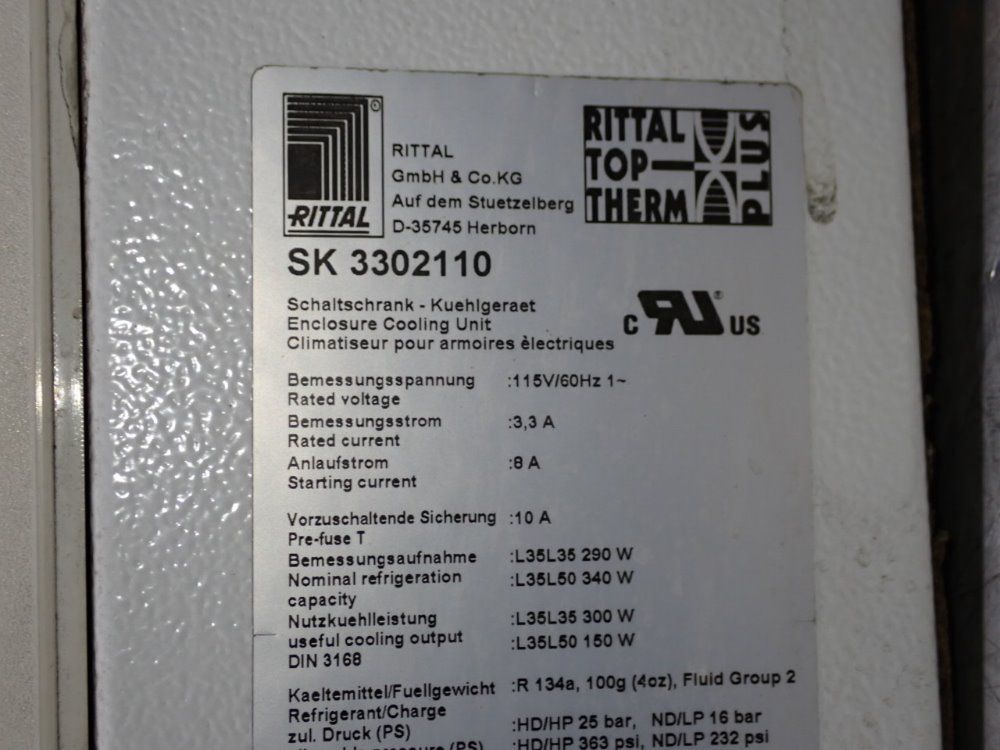 RITTAL
RITTAL
GmbH & Co.KG
Auf dem Stuetzelberg
D-35745 Herborn
RITTAL
TOP
THERM
PLUS
SK 3302110
Schaltschrank - Kuehlgeraet
Enclosure Cooling Unit
Climatiseur pour armoires èlectriques
C RU ® US
Bemessungsspannung :115V/60Hz 1~
Rated voltage
Bemessungsstrom :3,3 A
Rated current
Anlaufstrom :8 A
Starting current
Vorzuschaltende Sicherung :10 A
Pre-fuse T
Bemessungsaufnahme :L35L35 290 W
Nominal refrigeration :L35L50 340 W
capacity
Nutzkuehlleistung :L35L35 300 W
useful cooling output :L35L50 150 W
DIN 3168
Kaeltemittel/Fuellgewicht :R 134a, 100g (4oz), Fluid Group 2
Refrigerant/Charge
zul. Druck (PS) :HD/HP 25 bar, ND/LP 16 bar
pressure (PS) :HD/HP 363 psi, ND/LP 232 psi